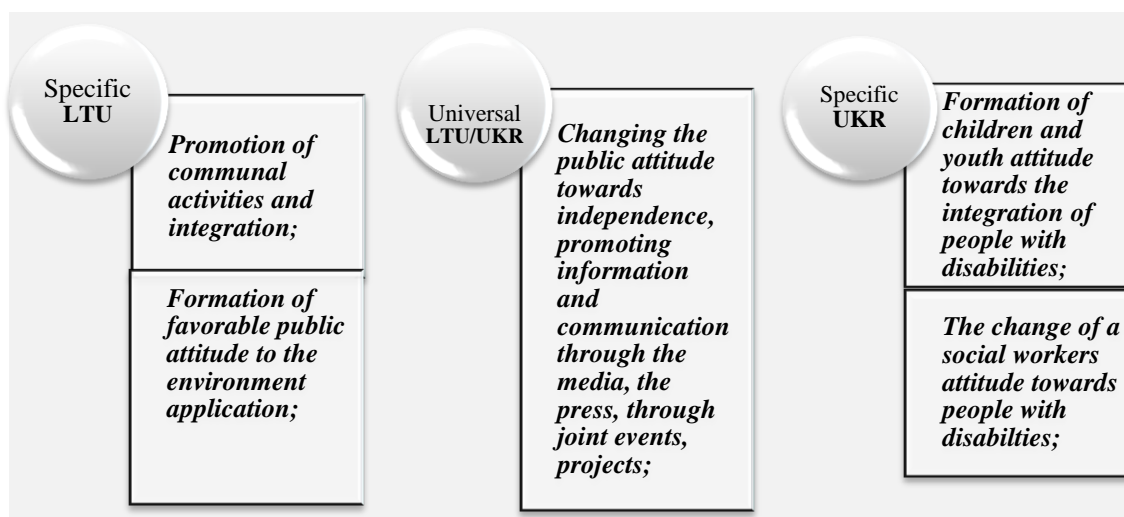 Specific
LTU
Promotion of
communal
activities and
integration;
Formation of
favorable public
attitude to the
environment
application;
Universal
LTU/UKR
Changing the
public attitude
towards
independence,
promoting
information
and
communication
through the
media, the
press, through
joint events,
projects;
Specific
UKR
Formation of
children and
youth attitude
towards the
integration of
people with
disabilities;
The change of a
social workers
attitude towards
people with
disabilties;